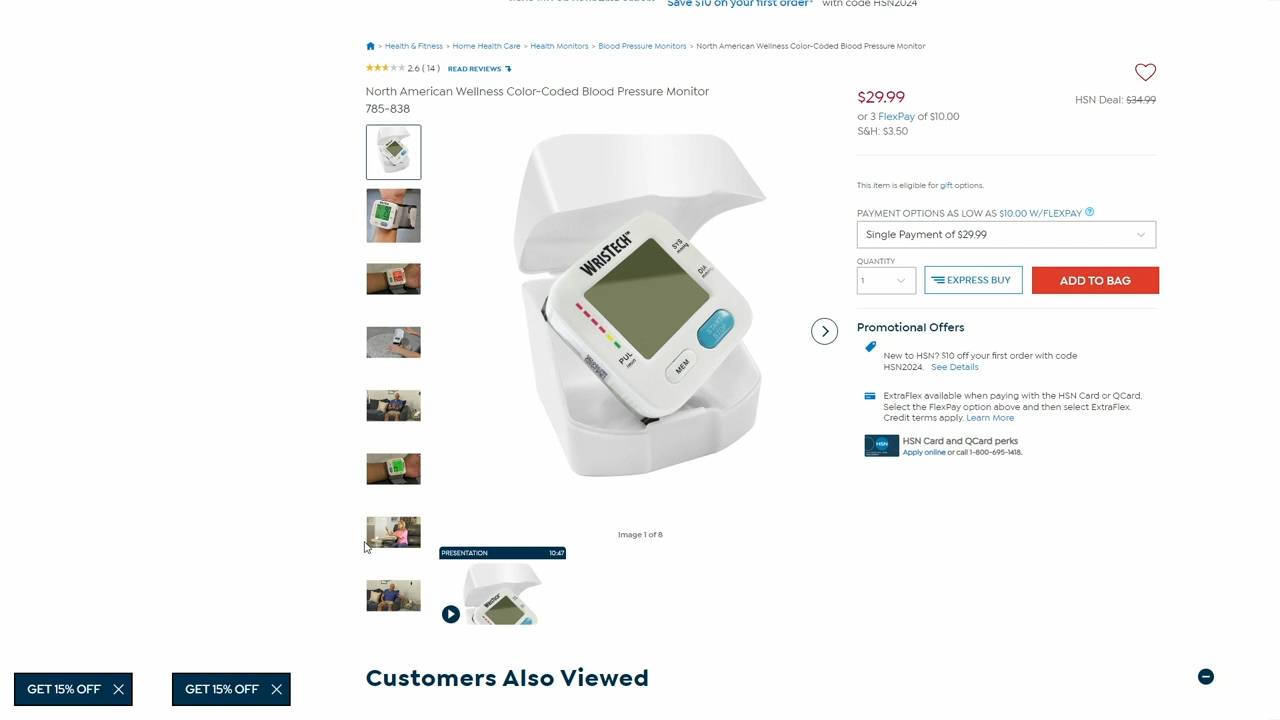 Save $10 on your first order* with code HSN2024
> Health & Fitness > Home Health Care > Health Monitors > Blood Pressure Monitors > North American Wellness Color-Coded Blood Pressure Monitor
2.6 ( 14 ) READ REVIEWS
North American Wellness Color-Coded Blood Pressure Monitor
785-838
WRISTECH™
SYS
mmHg
DIA
mmHg
PUL
/min
START
STOP
MEM
Image 1 of 8
PRESENTATION 10:47
WRISTECH
$29.99
HSN Deal: $34.99
or 3 FlexPay of $10.00
S&H: $3.50
This item is eligible for gift options.
PAYMENT OPTIONS AS LOW AS $10.00 W/FLEXPAY ?
Single Payment of $29.99
QUANTITY
1
EXPRESS BUY
ADD TO BAG
Promotional Offers
New to HSN? $10 off your first order with code
HSN2024. See Details
ExtraFlex available when paying with the HSN Card or QCard.
Select the FlexPay option above and then select ExtraFlex.
Credit terms apply. Learn More
HSN
HSN Card and QCard perks
Apply online or call 1-800-695-1418.
Customers Also Viewed
GET 15% OFF
GET 15% OFF